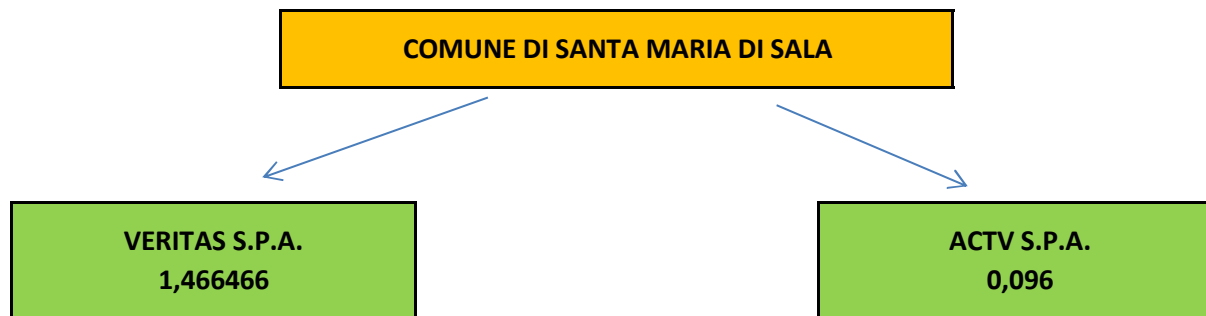 COMUNE DI SANTA MARIA DI SALA
VERITAS S.P.A.
1,466466
ACTV S.P.A.
0,096